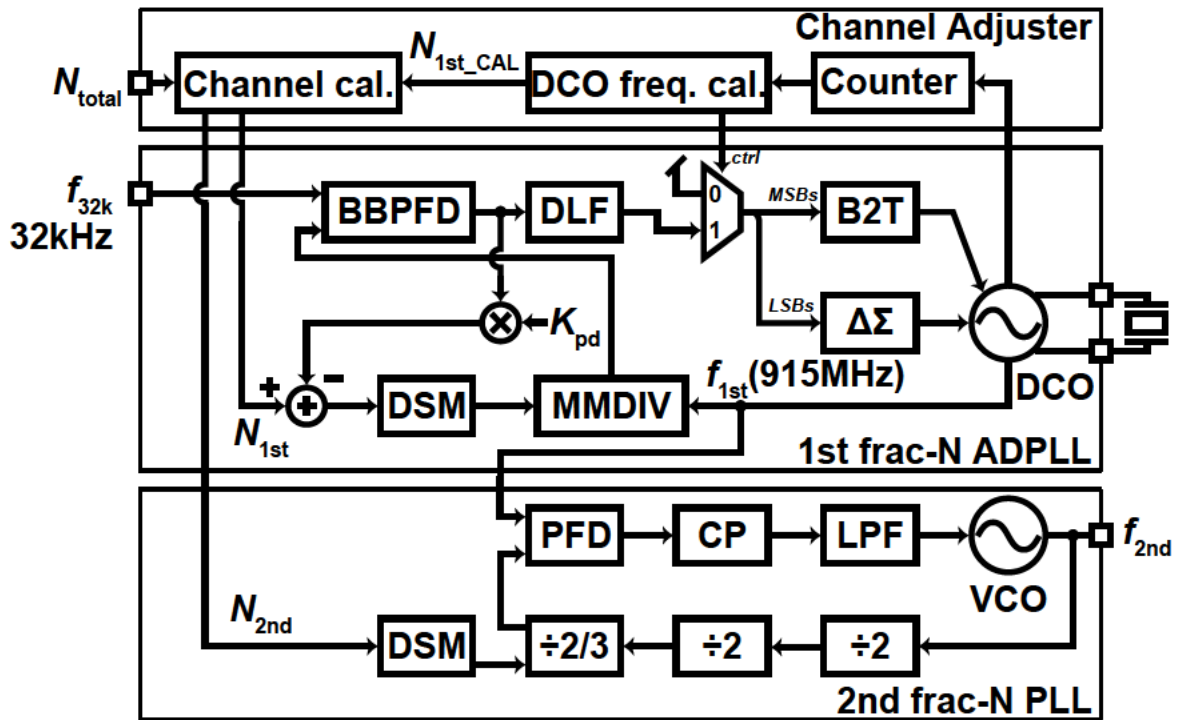 Channel Adjuster
N1st_CAL
Ntotal
Channel cal.
DCO freq. cal.
Counter
ctrl
f32k
32kHz
BBPFD
DLF
0
1
MSBs
B2T
LSBs
ΔΣ
×
Kpd
DCO
f1st(915MHz)
+
−
+
N1st
DSM
MMDIV
1st frac-N ADPLL
PFD
CP
LPF
VCO
f2nd
N2nd
DSM
÷2/3
÷2
÷2
2nd frac-N PLL